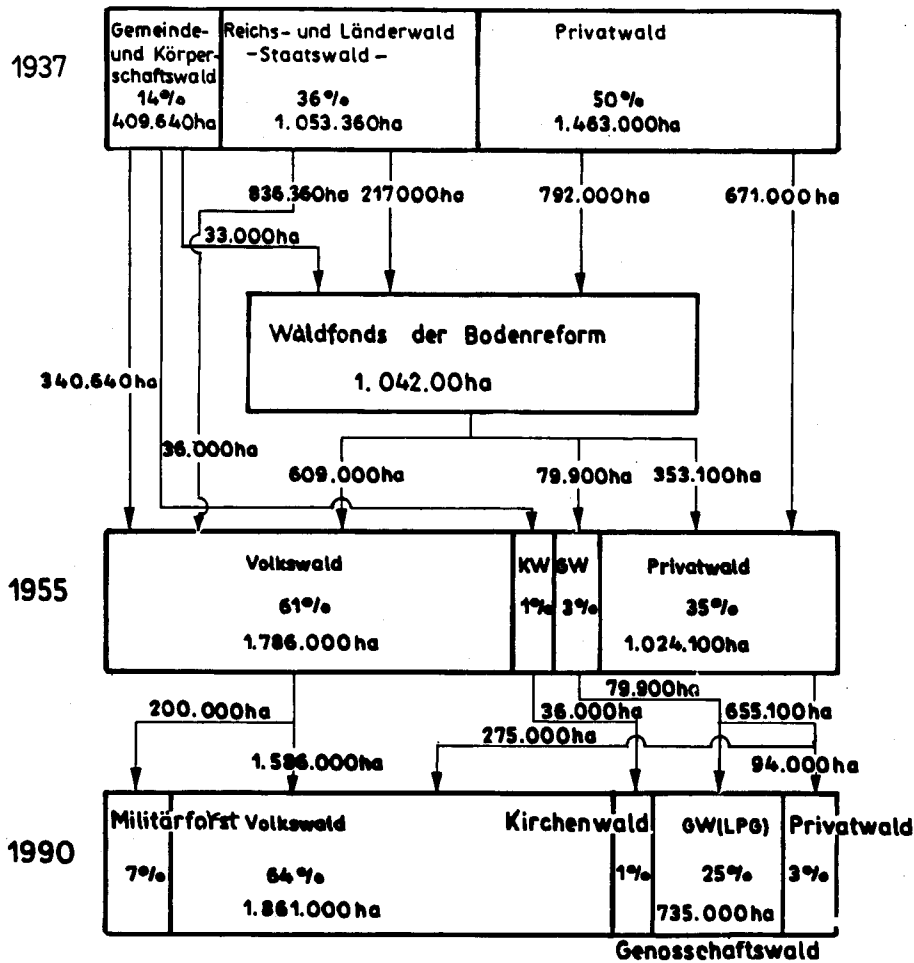 1937
Gemeinde-
und Körper-
schaftswald
14%
409.640ha
Reichs- und Länderwald
-Staatswald-
36%
1.053.360ha
Privatwald
50%
1.463.000ha
836.360ha
217000ha
792.000ha
671.000ha
33.000ha
Waldfonds der Bodenreform
1.042.00ha
340.640ha
36.000ha
609.000ha
79.900ha
353.100ha
1955
Volkswald
61%
1.786.000ha
KW
1%
GW
3%
Privatwald
35%
1.024.100ha
200.000ha
1.586.000ha
36.000ha
275.000ha
79.900ha
655.100ha
94.000ha
1990
Militärforst
7%
Volkswald
64%
1.861.000ha
Kirchenwald
1%
GW(LPG)
25%
735.000ha
Privatwald
3%
Genosschaftswald